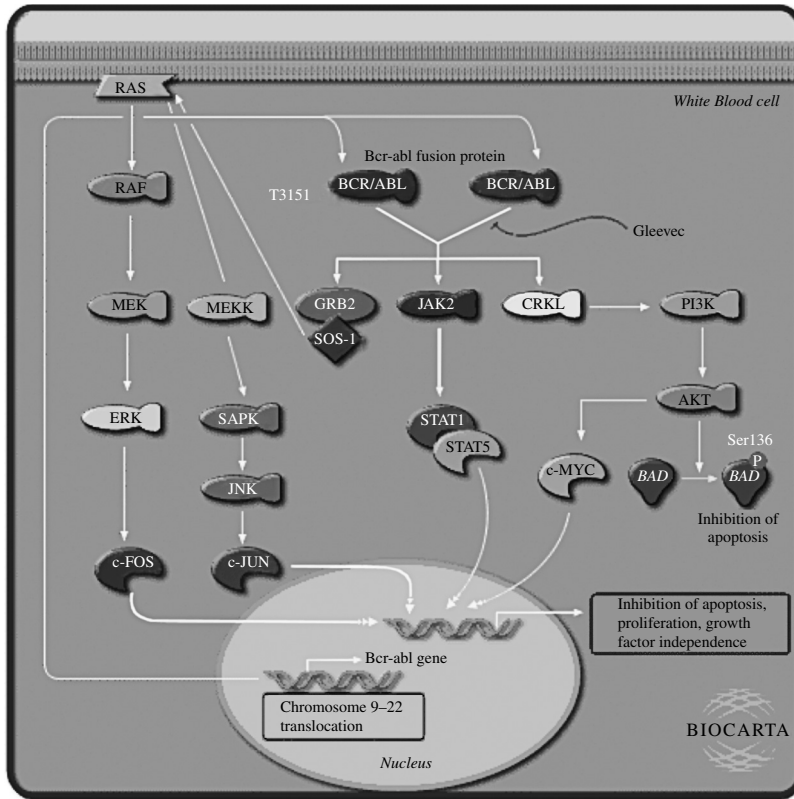 RAS
White Blood cell
Bcr-abl fusion protein
RAF
T3151
BCR/ABL
BCR/ABL
Gleevec
MEK
MEKK
GRB2
JAK2
CRKL
PI3K
SOS-1
ERK
SAPK
STAT1
AKT
STAT5
Ser136
P
c-MYC
BAD
BAD
JNK
Inhibition of
apoptosis
c-FOS
c-JUN
Inhibition of apoptosis,
proliferation, growth
factor independence
Bcr-abl gene
Chromosome 9–22
translocation
BIOCARTA
Nucleus